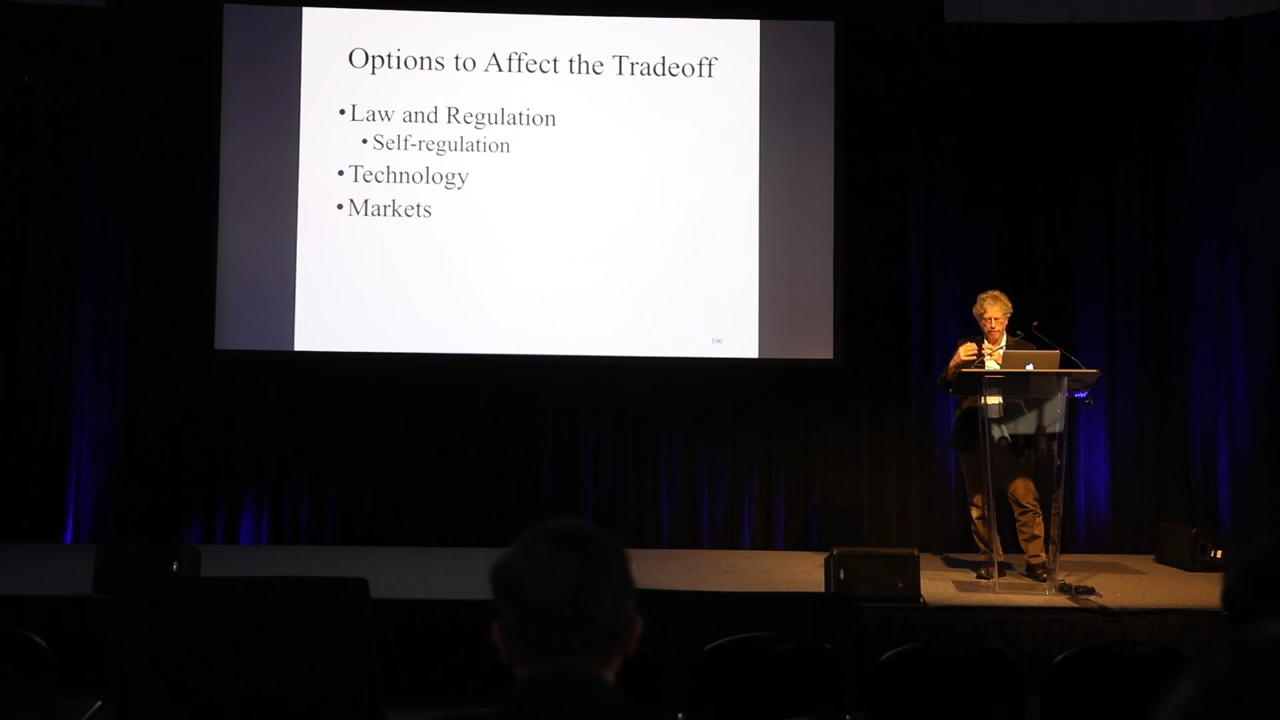 Options to Affect the Tradeoff
•Law and Regulation
•Self-regulation
•Technology
•Markets
590